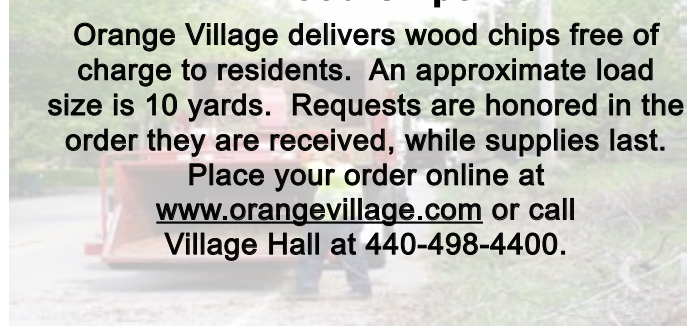 Orange Village delivers wood chips free of
charge to residents.  An approximate load
size is 10 yards.  Requests are honored in the
order they are received, while supplies last.
Place your order online at
www.orangevillage.com or call
Village Hall at 440-498-4400.